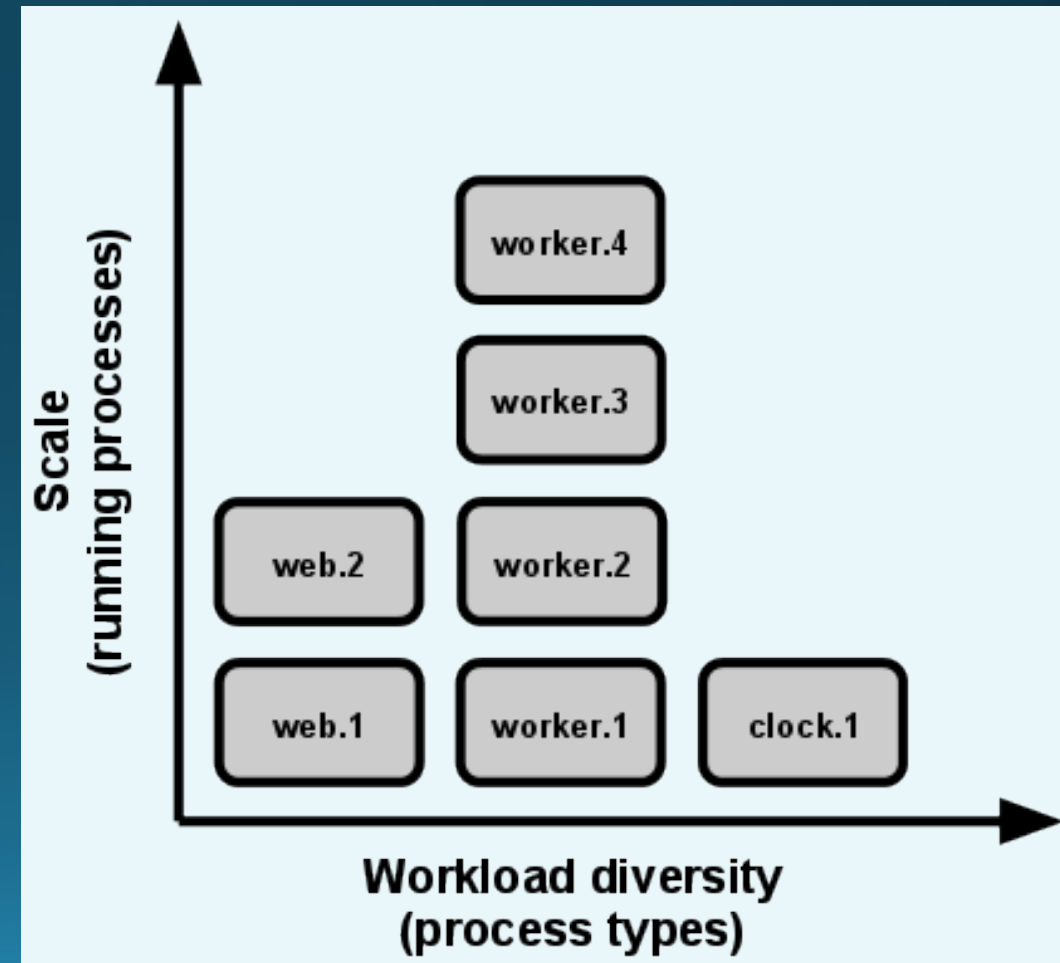 Scale
(running processes)
worker.4
worker.3
web.2
worker.2
web.1
worker.1
clock.1
Workload diversity
(process types)